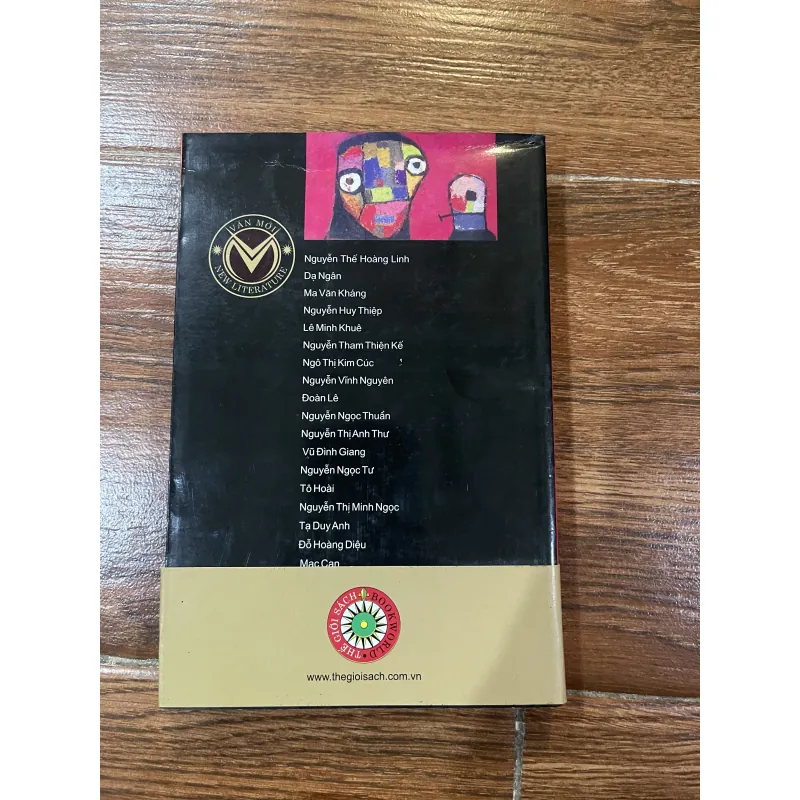 VĂN MỚI
NEW LITERATURE
Nguyễn Thế Hoàng Linh
Dạ Ngân
Ma Văn Kháng
Nguyễn Huy Thiệp
Lê Minh Khuê
Nguyễn Tham Thiện Kế
Ngô Thị Kim Cúc
Nguyễn Vĩnh Nguyên
Đoàn Lê
Nguyễn Ngọc Thuần
Nguyễn Thị Anh Thư
Vũ Đình Giang
Nguyễn Ngọc Tư
Tô Hoài
Nguyễn Thị Minh Ngọc
Tạ Duy Anh
Đỗ Hoàng Diệu
Mạc Can
THẾ GIỚI SÁCH • BOOKWORLD •
www.thegioisach.com.vn